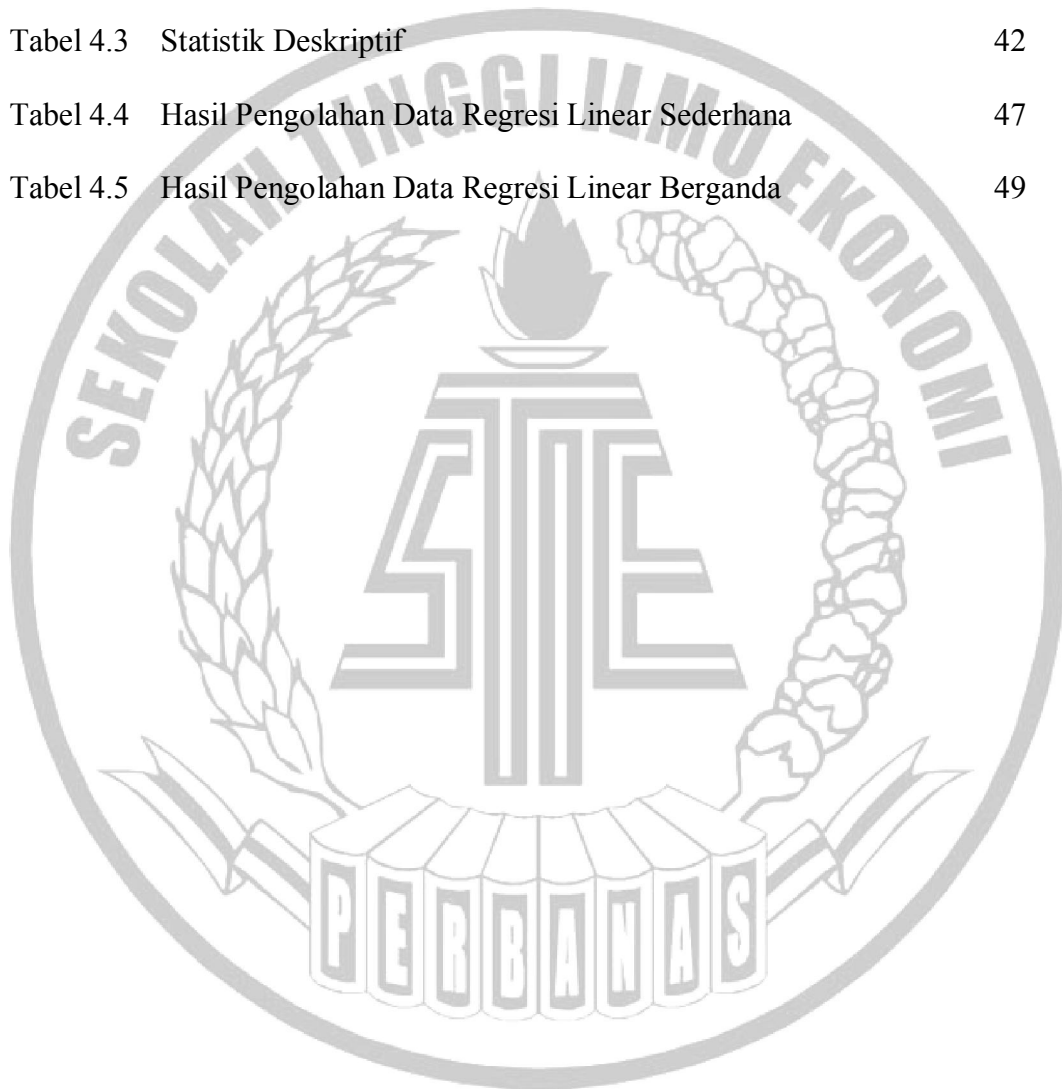 Tabel 4.3 Statistik Deskriptif 42
Tabel 4.4 Hasil Pengolahan Data Regresi Linear Sederhana 47
Tabel 4.5 Hasil Pengolahan Data Regresi Linear Berganda 49
SEKOLAH TINGGI ILMU EKONOMI
STIE
PERBANAS